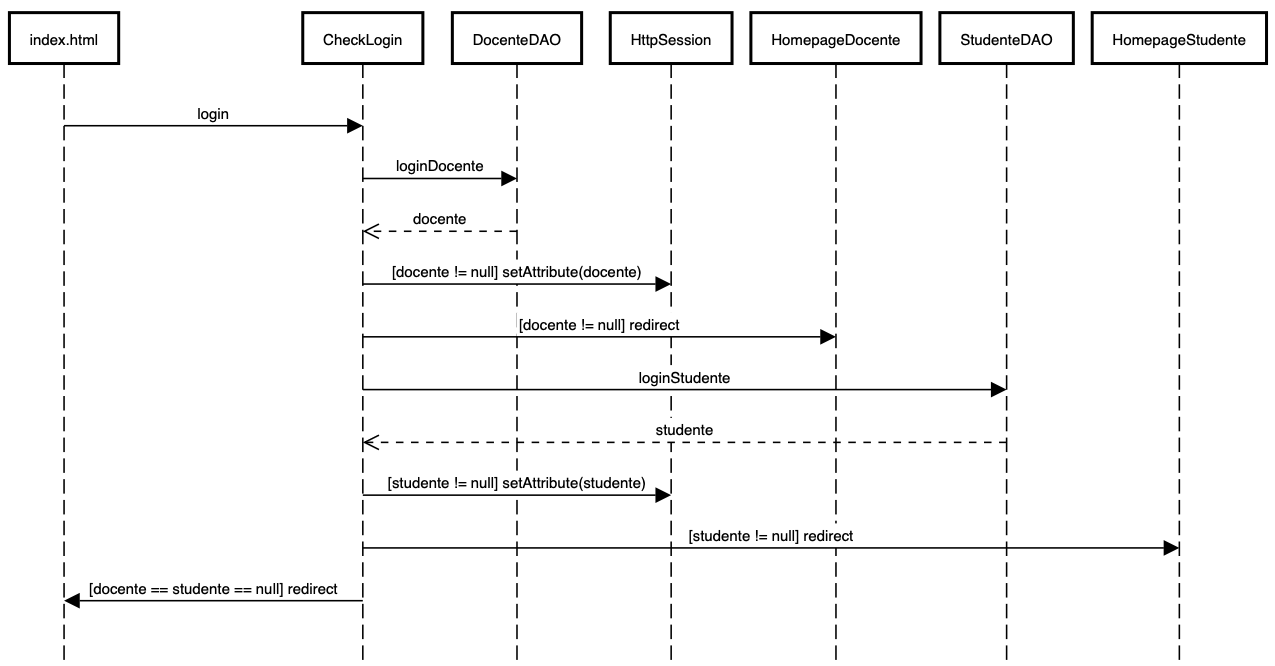 index.html
CheckLogin
DocenteDAO
HttpSession
HomepageDocente
StudenteDAO
HomepageStudente
login
loginDocente
docente
[docente != null] setAttribute(docente)
[docente != null] redirect
loginStudente
studente
[studente != null] setAttribute(studente)
[studente != null] redirect
[docente == studente == null] redirect